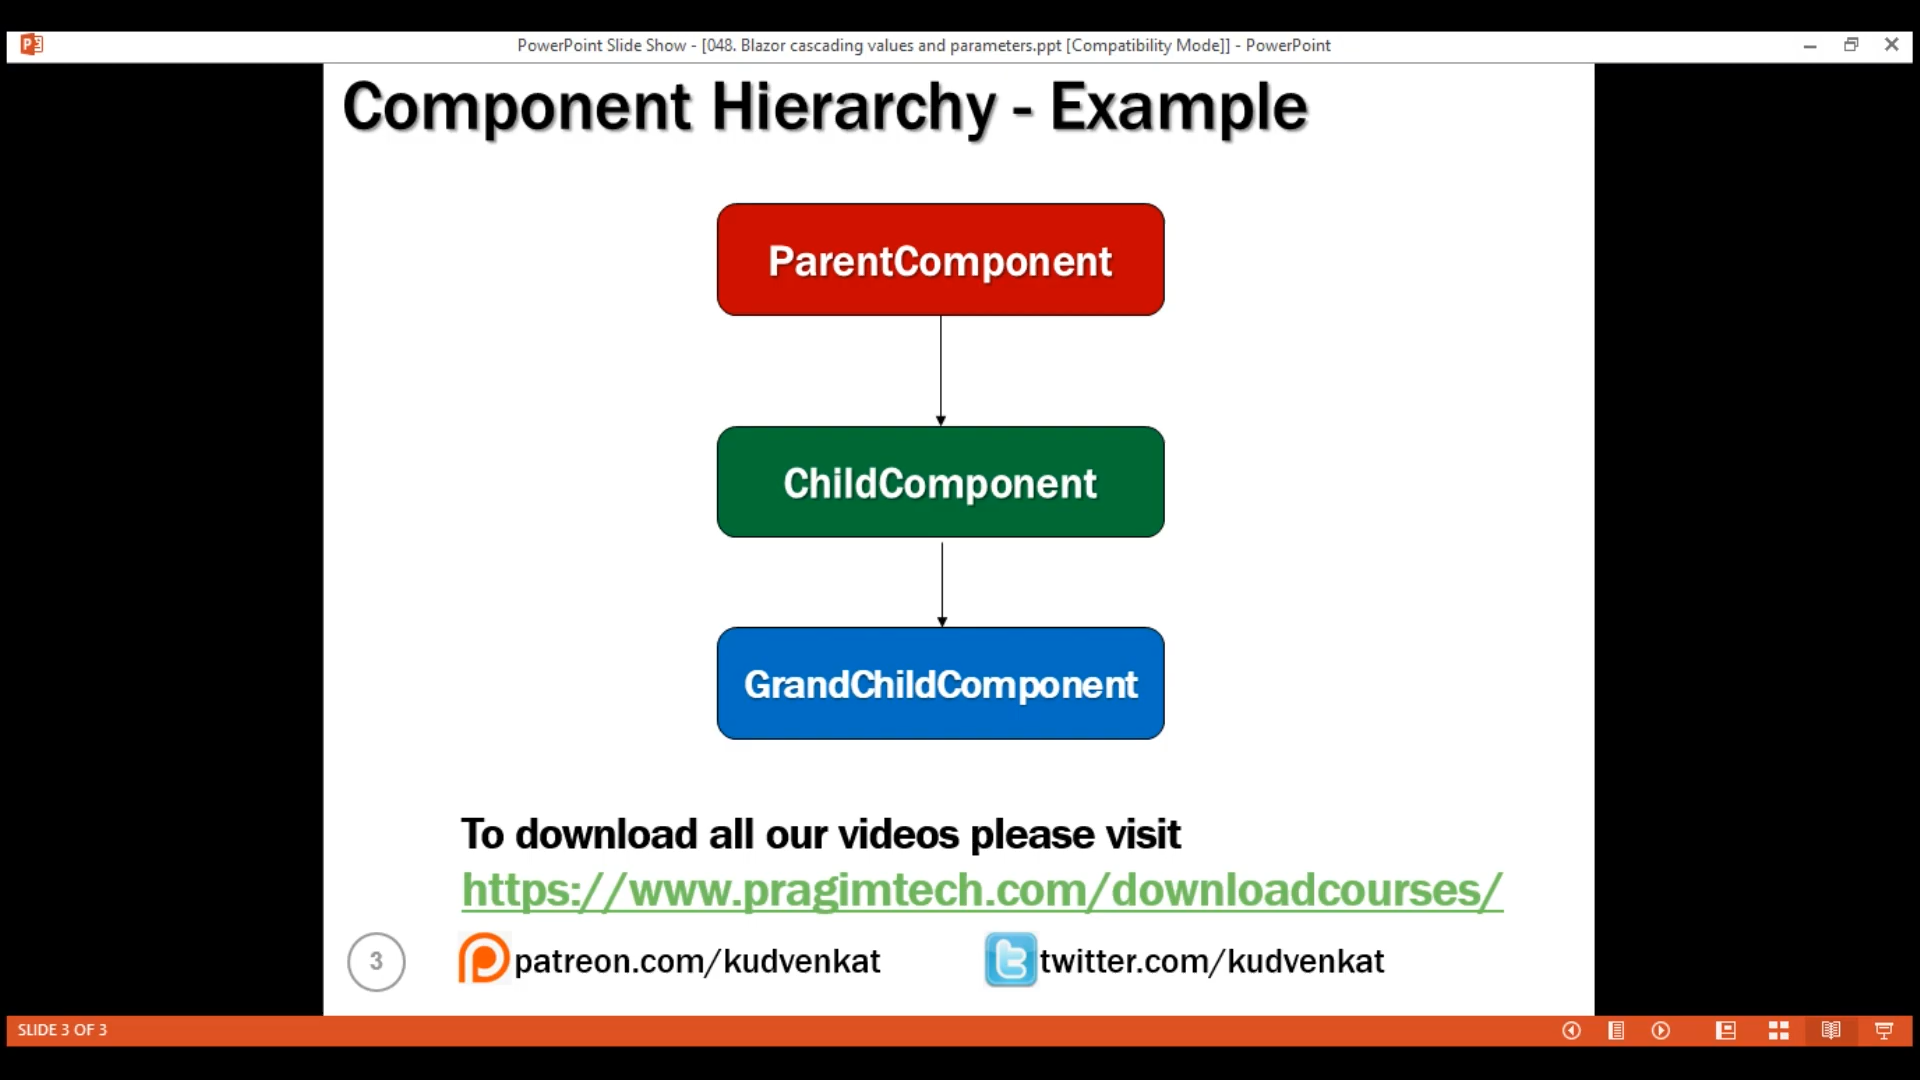 PowerPoint Slide Show - [048. Blazor cascading values and parameters.ppt [Compatibility Mode]] - PowerPoint
Component Hierarchy - Example
ParentComponent
ChildComponent
GrandChildComponent
To download all our videos please visit
https://www.pragimtech.com/downloadcourses/
3
patreon.com/kudvenkat
twitter.com/kudvenkat
SLIDE 3 OF 3